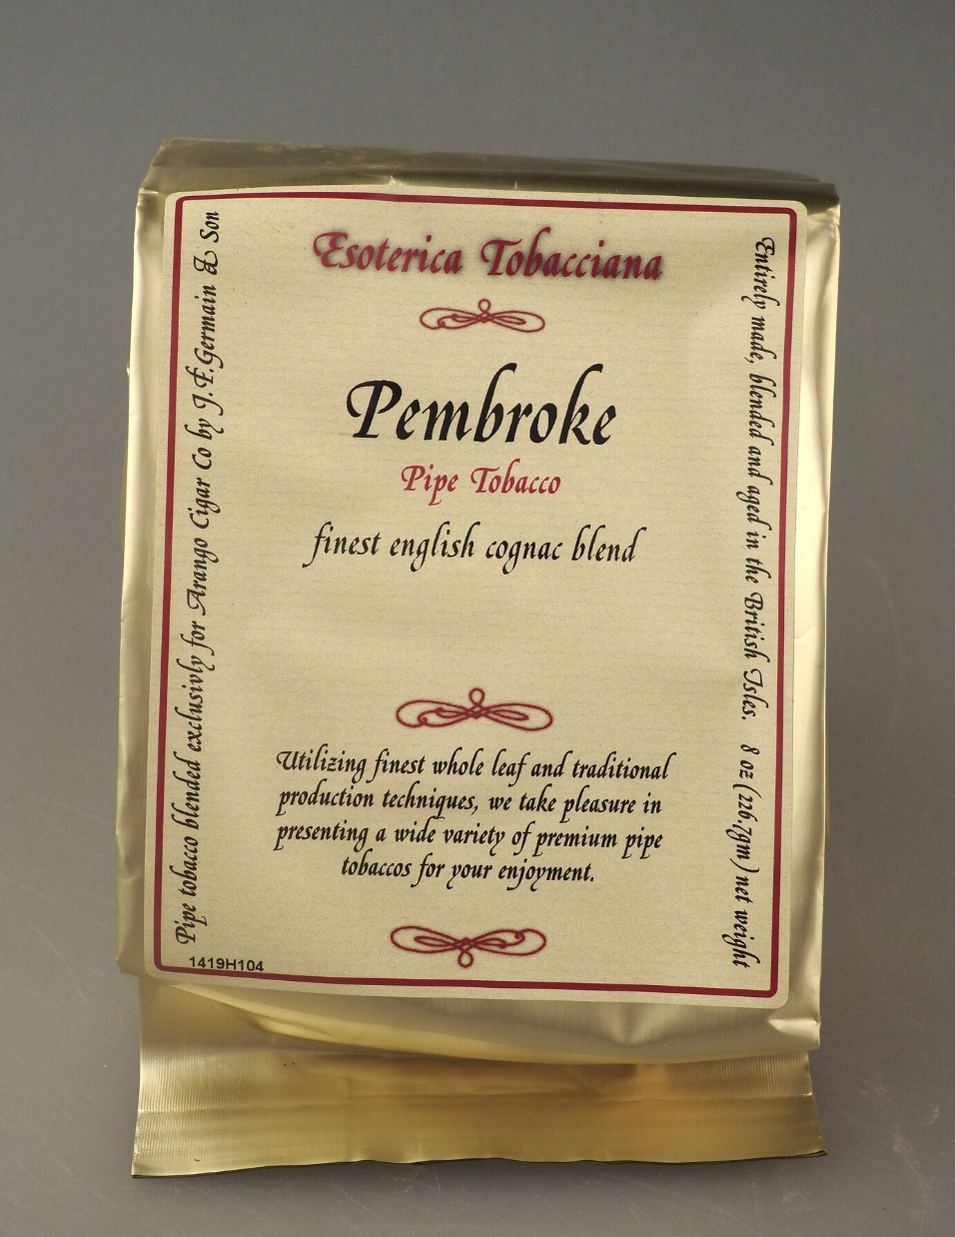 Esoterica Tobacciana
Pembroke
Pipe Tobacco
finest english cognac blend
Utilizing finest whole leaf and traditional
production techniques, we take pleasure in
presenting a wide variety of premium pipe
tobaccos for your enjoyment.
Pipe tobacco blended exclusivly for Arango Cigar Co by J.F.Germain & Son
Entirely made, blended and aged in the British Isles. 8 oz (226,7gm) net weight
1419H104